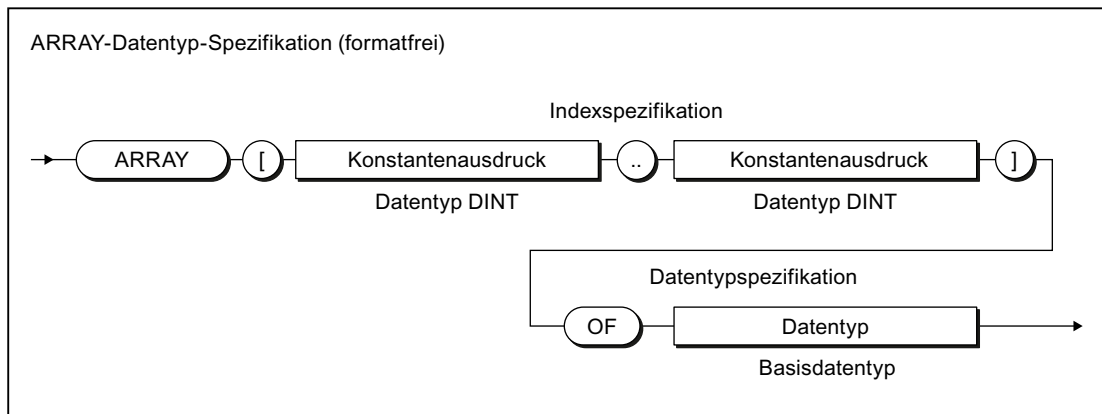 ARRAY-Datentyp-Spezifikation (formatfrei)
Indexspezifikation
ARRAY [ Konstantenausdruck .. Konstantenausdruck ]
Datentyp DINT Datentyp DINT
Datentypspezifikation
OF Datentyp
Basisdatentyp